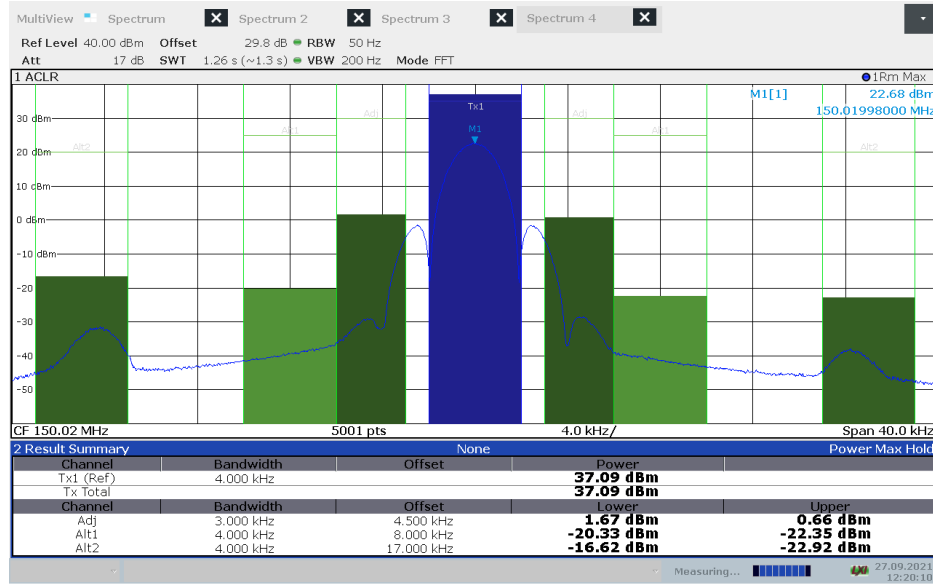 MultiView Spectrum X Spectrum 2 X Spectrum 3 X Spectrum 4 X
Ref Level 40.00 dBm Offset 29.8 dB RBW 50 Hz
Att 17 dB SWT 1.26 s (~1.3 s) VBW 200 Hz Mode FFT
1 ACLR 1Rm Max
M1[1] 22.68 dBm
150.01998000 MHz
Tx1
Adj Adj
30 dBm
M1
Alt1 Alt1
Alt2 Alt2
20 dBm
10 dBm
0 dBm
-10 dBm
-20
-30
-40
-50
CF 150.02 MHz 5001 pts 4.0 kHz/ Span 40.0 kHz
2 Result Summary None Power Max Hold
Channel Bandwidth Offset Power
Tx1 (Ref) 4.000 kHz 37.09 dBm
Tx Total 37.09 dBm
Channel Bandwidth Offset Lower Upper
Adj 3.000 kHz 4.500 kHz 1.67 dBm 0.66 dBm
Alt1 4.000 kHz 8.000 kHz -20.33 dBm -22.35 dBm
Alt2 4.000 kHz 17.000 kHz -16.62 dBm -22.92 dBm
Measuring... LXI 27.09.2021
12:20:10